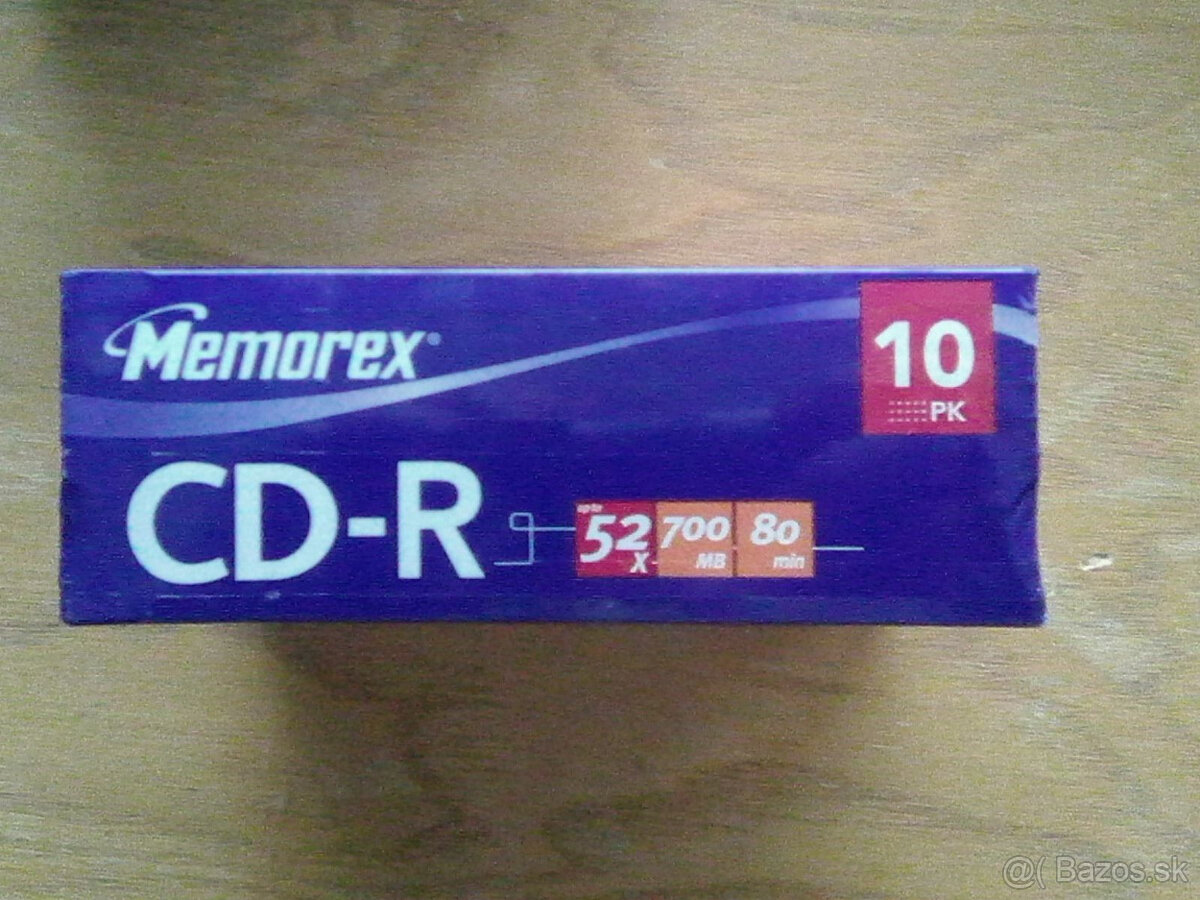 Memorex®
10
PK
CD-R
up to
52 700 80
X MB min
@( Bazos.sk